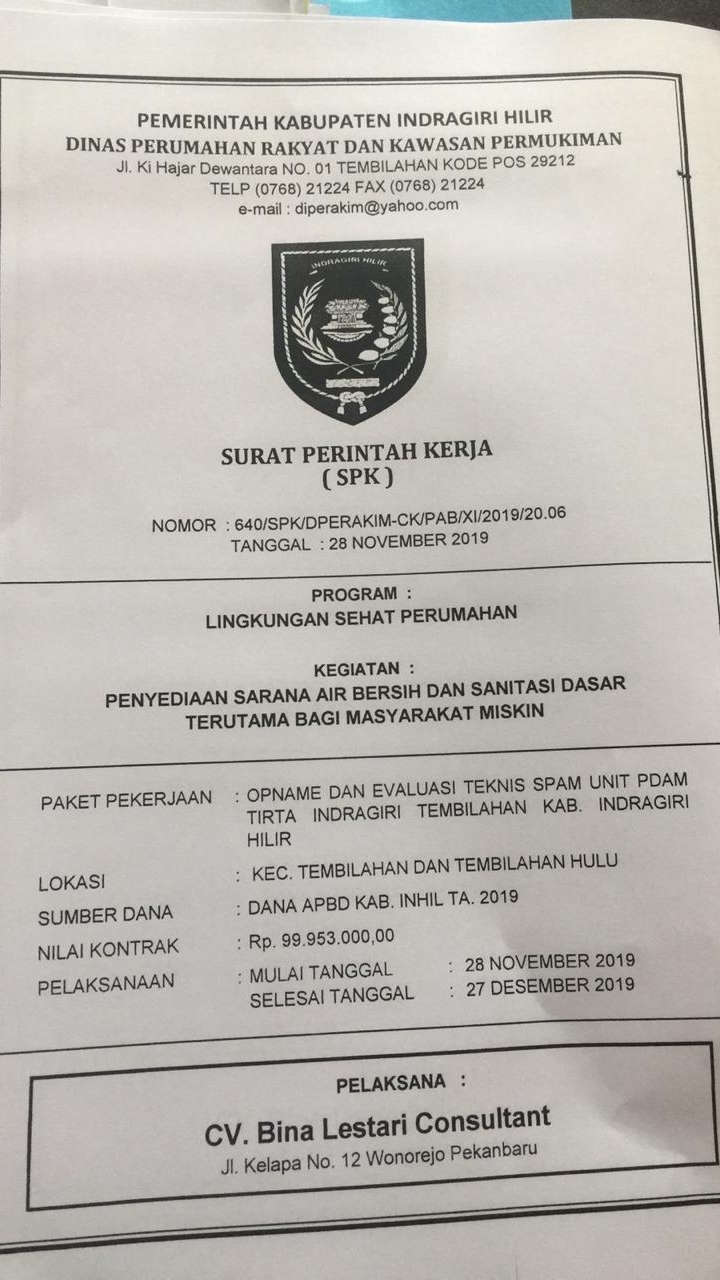 PEMERINTAH KABUPATEN INDRAGIRI HILIR
DINAS PERUMAHAN RAKYAT DAN KAWASAN PERMUKIMAN
Jl. Ki Hajar Dewantara NO. 01 TEMBILAHAN KODE POS 29212
TELP (0768) 21224 FAX (0768) 21224
e-mail : diperakim@yahoo.com
INDRAGIRI HILIR
SURAT PERINTAH KERJA
( SPK )
NOMOR : 640/SPK/DPERAKIM-CK/PAB/XI/2019/20.06
TANGGAL : 28 NOVEMBER 2019
PROGRAM :
LINGKUNGAN SEHAT PERUMAHAN
KEGIATAN :
PENYEDIAAN SARANA AIR BERSIH DAN SANITASI DASAR
TERUTAMA BAGI MASYARAKAT MISKIN
PAKET PEKERJAAN : OPNAME DAN EVALUASI TEKNIS SPAM UNIT PDAM
TIRTA INDRAGIRI TEMBILAHAN KAB. INDRAGIRI
HILIR
LOKASI : KEC. TEMBILAHAN DAN TEMBILAHAN HULU
SUMBER DANA : DANA APBD KAB. INHIL TA. 2019
NILAI KONTRAK : Rp. 99.953.000,00
PELAKSANAAN : MULAI TANGGAL : 28 NOVEMBER 2019
SELESAI TANGGAL : 27 DESEMBER 2019
PELAKSANA :
CV. Bina Lestari Consultant
Jl. Kelapa No. 12 Wonorejo Pekanbaru